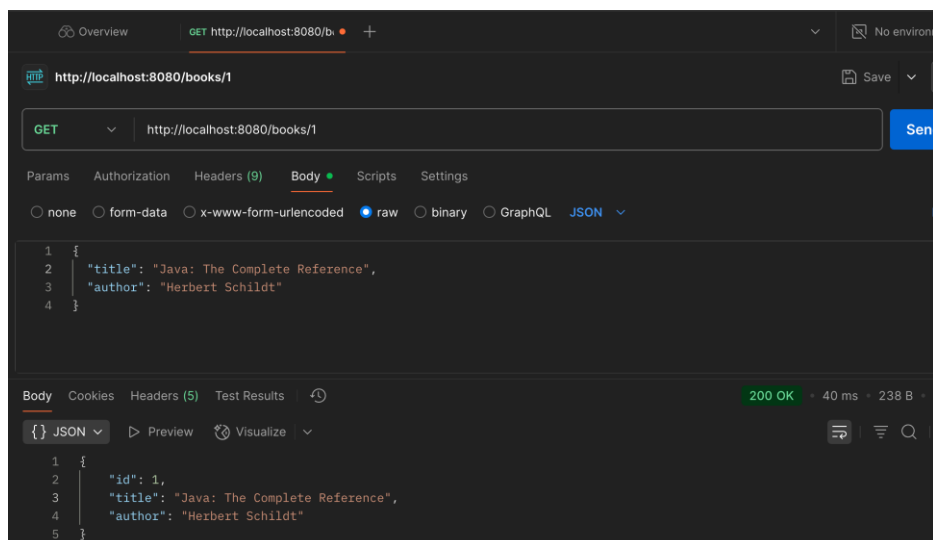 Overview
GET http://localhost:8080/b
No environ
HTTP http://localhost:8080/books/1
Save
GET http://localhost:8080/books/1
Sen
Params Authorization Headers (9) Body Scripts Settings
none form-data x-www-form-urlencoded raw binary GraphQL JSON
1 {
2 "title": "Java: The Complete Reference",
3 "author": "Herbert Schildt"
4 }
Body Cookies Headers (5) Test Results 200 OK 40 ms 238 B
{} JSON Preview Visualize
1 {
2 "id": 1,
3 "title": "Java: The Complete Reference",
4 "author": "Herbert Schildt"
5 }